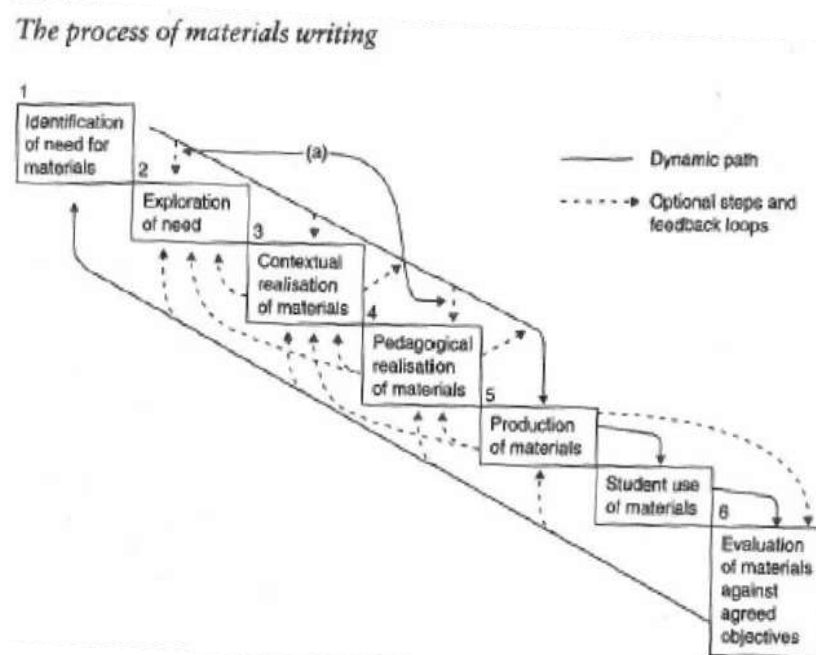 The process of materials writing
1
Identification
of need for
materials
2
Exploration
of need
3
Contextual
realisation
of materials
4
Pedagogical
realisation
of materials
5
Production
of materials
Student use
of materials
6
Evaluation
of materials
against
agreed
objectives
(a)
Dynamic path
Optional steps and
feedback loops